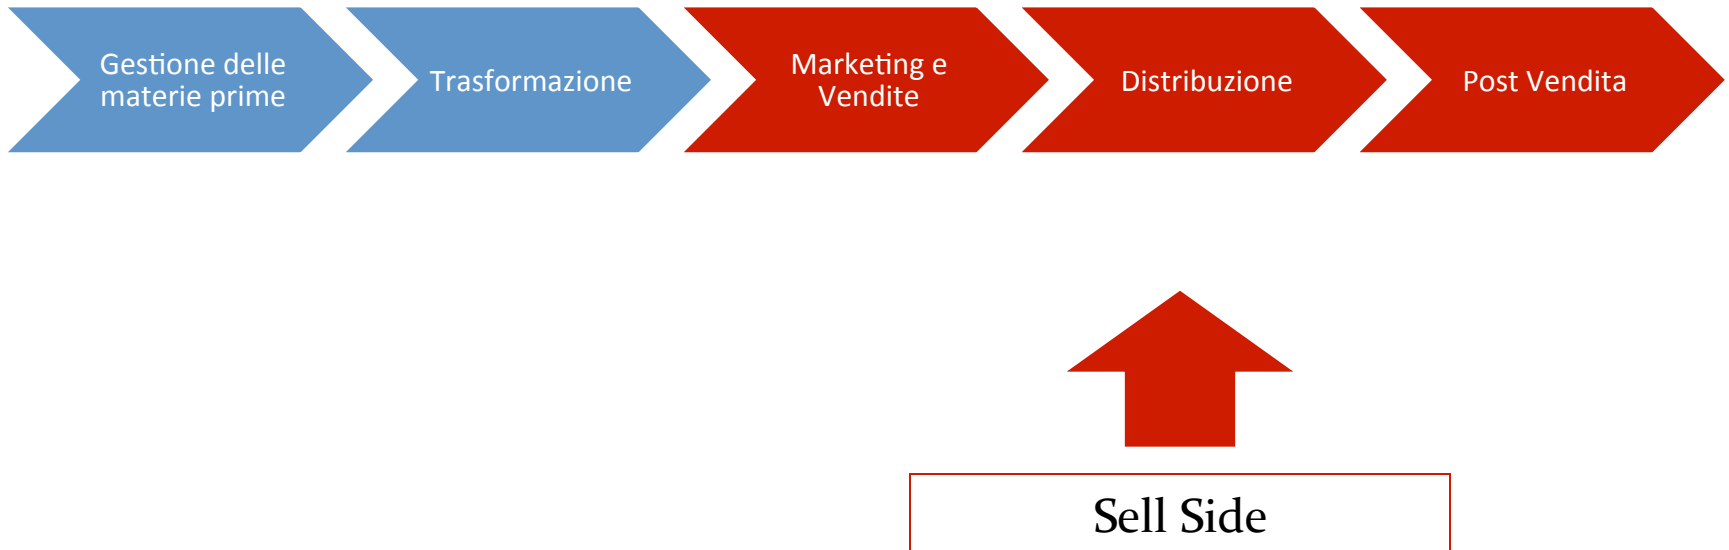 Gestione delle
materie prime
Trasformazione
Marketing e
Vendite
Distribuzione
Post Vendita
Sell Side